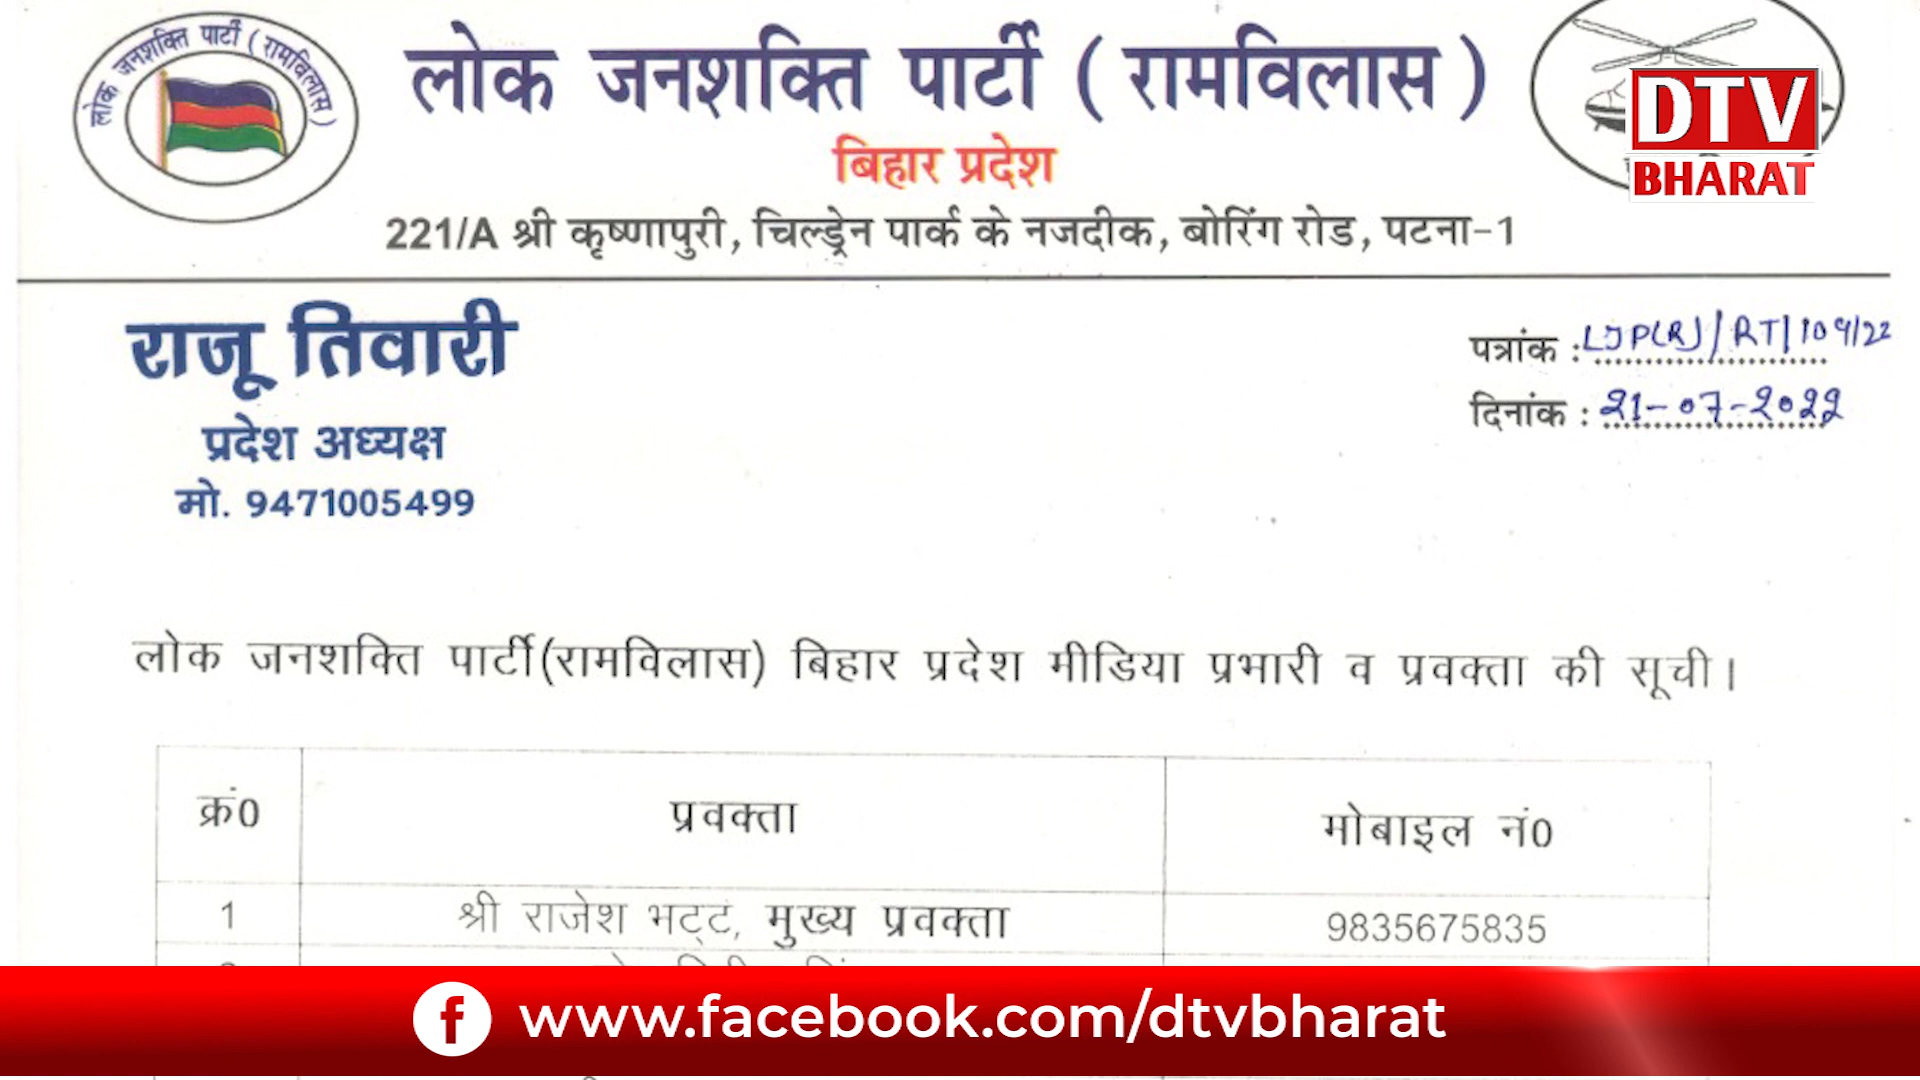 लोक जनशक्ति पार्टी (रामविलास)
लोक जनशक्ति पार्टी ( रामविलास )
बिहार प्रदेश
221/A श्री कृष्णापुरी, चिल्ड्रेन पार्क के नजदीक, बोरिंग रोड, पटना-1
DTV
BHARAT
राजू तिवारी
प्रदेश अध्यक्ष
मो. 9471005499
पत्रांक : LJP(R)/RT/109/22
दिनांक : 21-07-2022
लोक जनशक्ति पार्टी(रामविलास) बिहार प्रदेश मीडिया प्रभारी व प्रवक्ता की सूची।
क्रं0 प्रवक्ता मोबाइल नं0
1 श्री राजेश भट्ट, मुख्य प्रवक्ता 9835675835
f www.facebook.com/dtvbharat